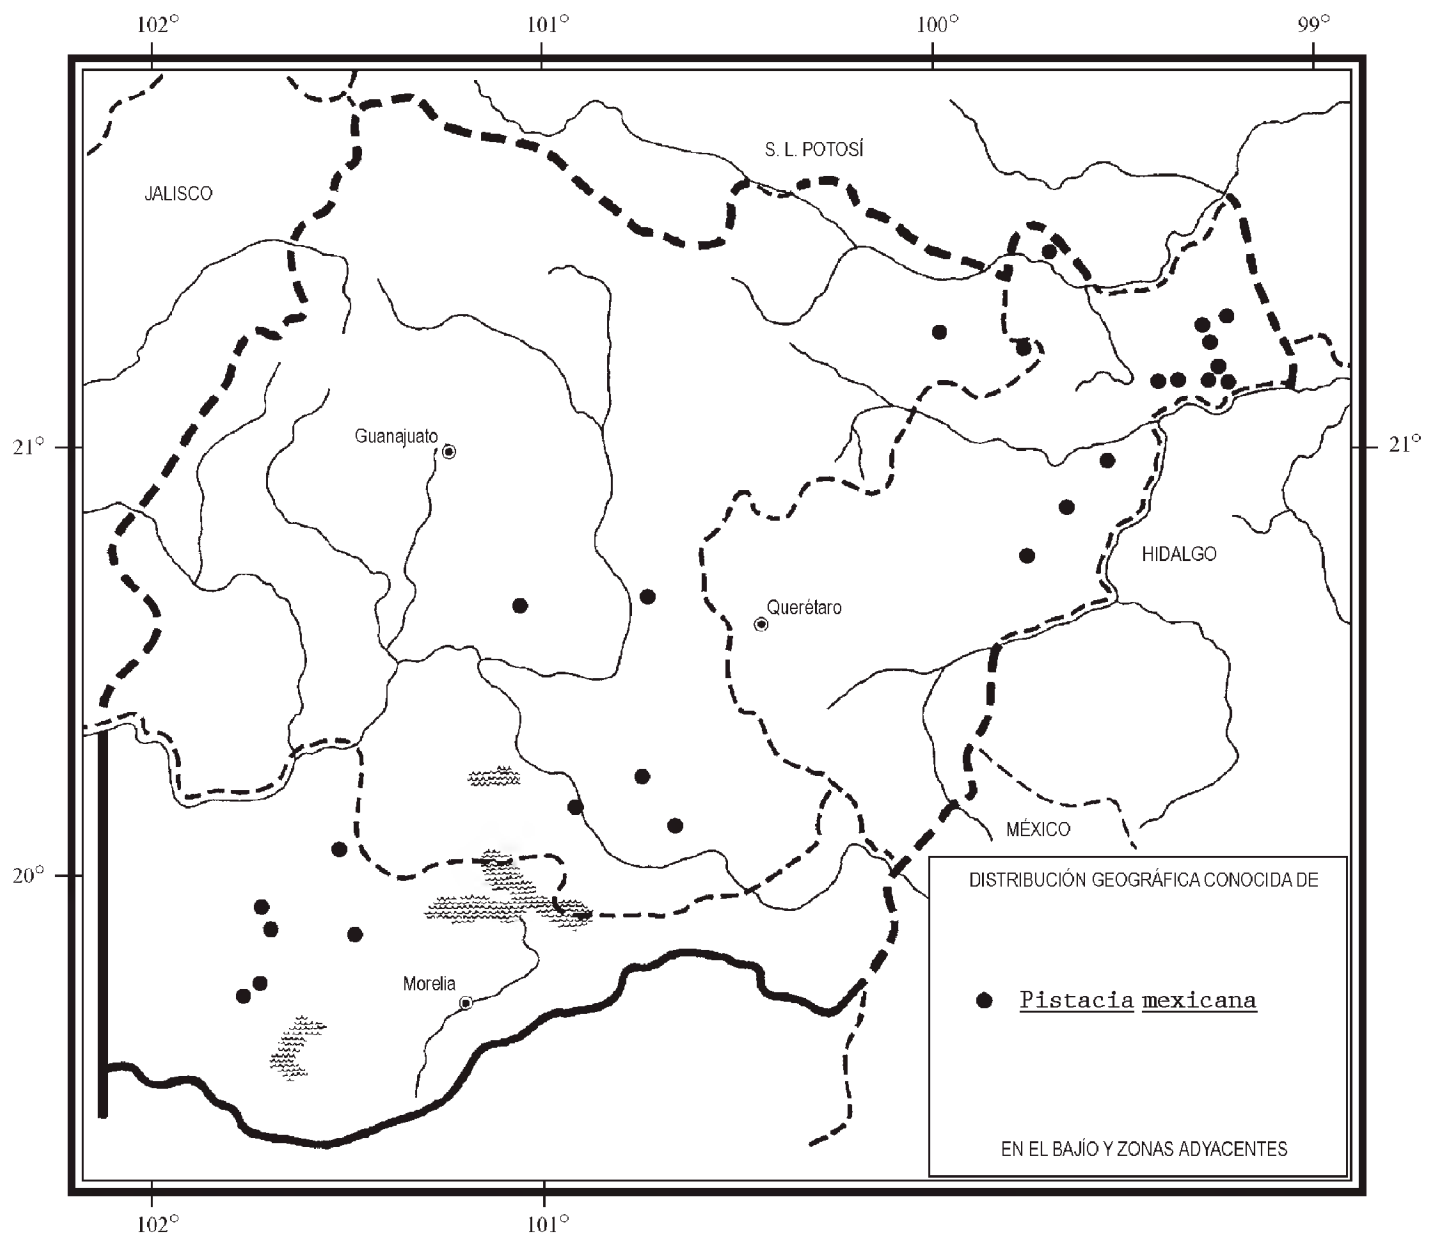 102° 101° 100° 99°
S. L. POTOSÍ
JALISCO
Guanajuato
21° 21°
HIDALGO
Querétaro
MÉXICO
20°
DISTRIBUCIÓN GEOGRÁFICA CONOCIDA DE
Morelia
Pistacia mexicana
EN EL BAJÍO Y ZONAS ADYACENTES
102° 101°